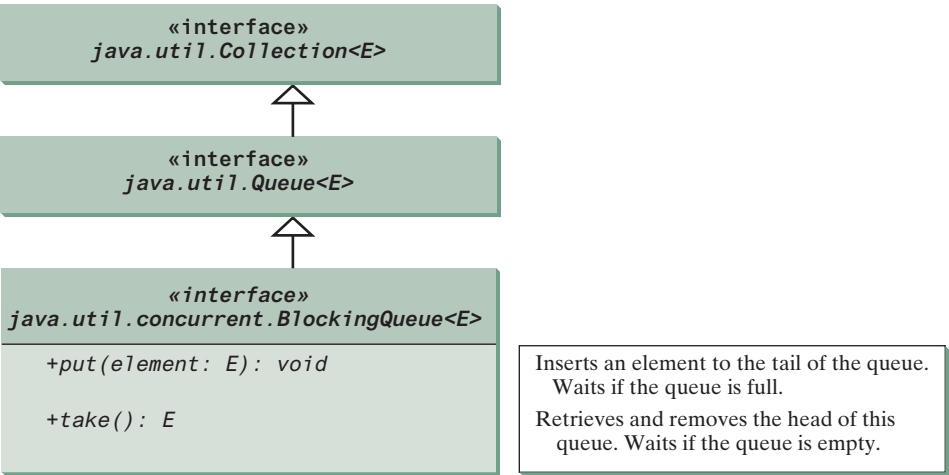 «interface»
java.util.Collection<E>
«interface»
java.util.Queue<E>
«interface»
java.util.concurrent.BlockingQueue<E>
+put(element: E): void
+take(): E
Inserts an element to the tail of the queue.
Waits if the queue is full.
Retrieves and removes the head of this
queue. Waits if the queue is empty.